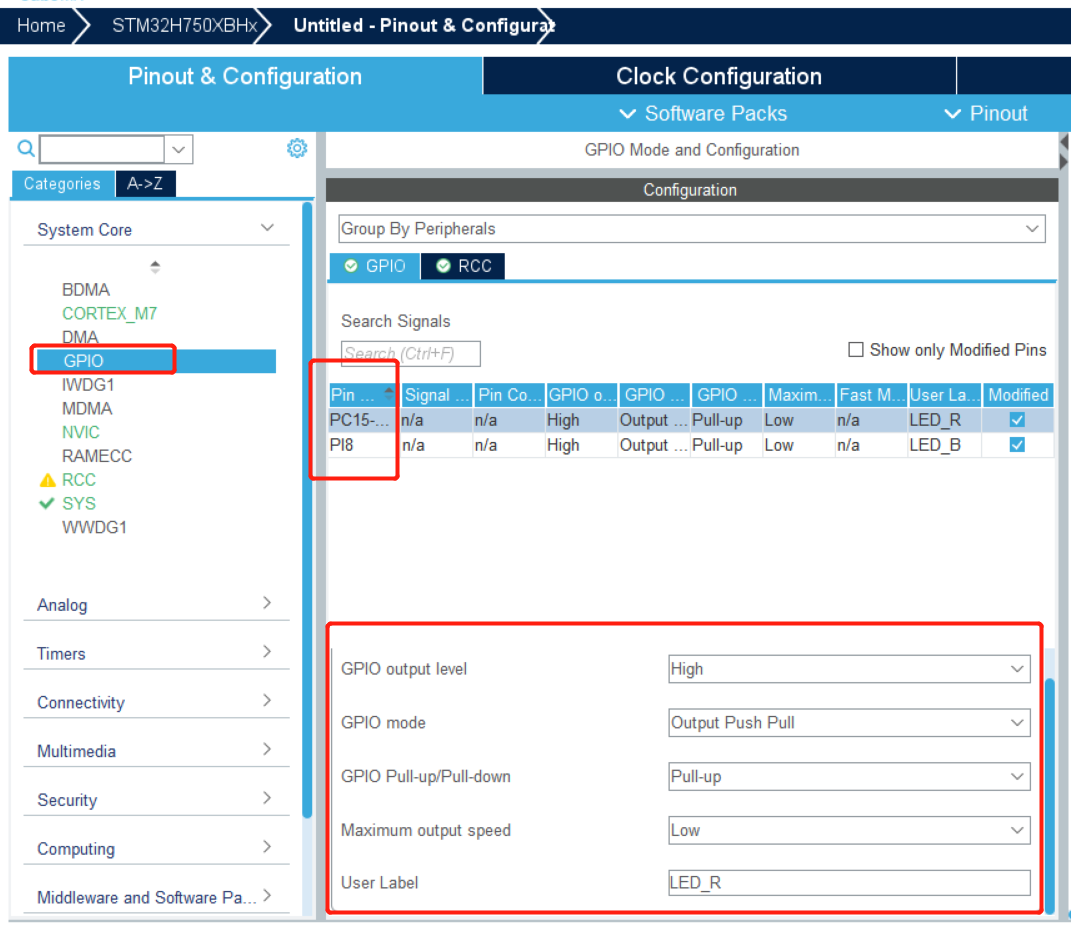 Home STM32H750XBHx Untitled - Pinout & Configurat
Pinout & Configuration Clock Configuration
Software Packs Pinout
GPIO Mode and Configuration
Categories A->Z
Configuration
System Core
Group By Peripherals
GPIO RCC
BDMA
CORTEX_M7
DMA
GPIO
IWDG1
MDMA
NVIC
RAMECC
RCC
SYS
WWDG1
Search Signals
Search (Ctrl+F) Show only Modified Pins
Pin ... Signal ... Pin Co... GPIO o... GPIO ... GPIO ... Maxim... Fast M... User La... Modified
PC15-... n/a n/a High Output ... Pull-up Low n/a LED_R
PI8 n/a n/a High Output ... Pull-up Low n/a LED_B
Analog
Timers
Connectivity
Multimedia
Security
Computing
Middleware and Software Pa...
GPIO output level High
GPIO mode Output Push Pull
GPIO Pull-up/Pull-down Pull-up
Maximum output speed Low
User Label LED_R